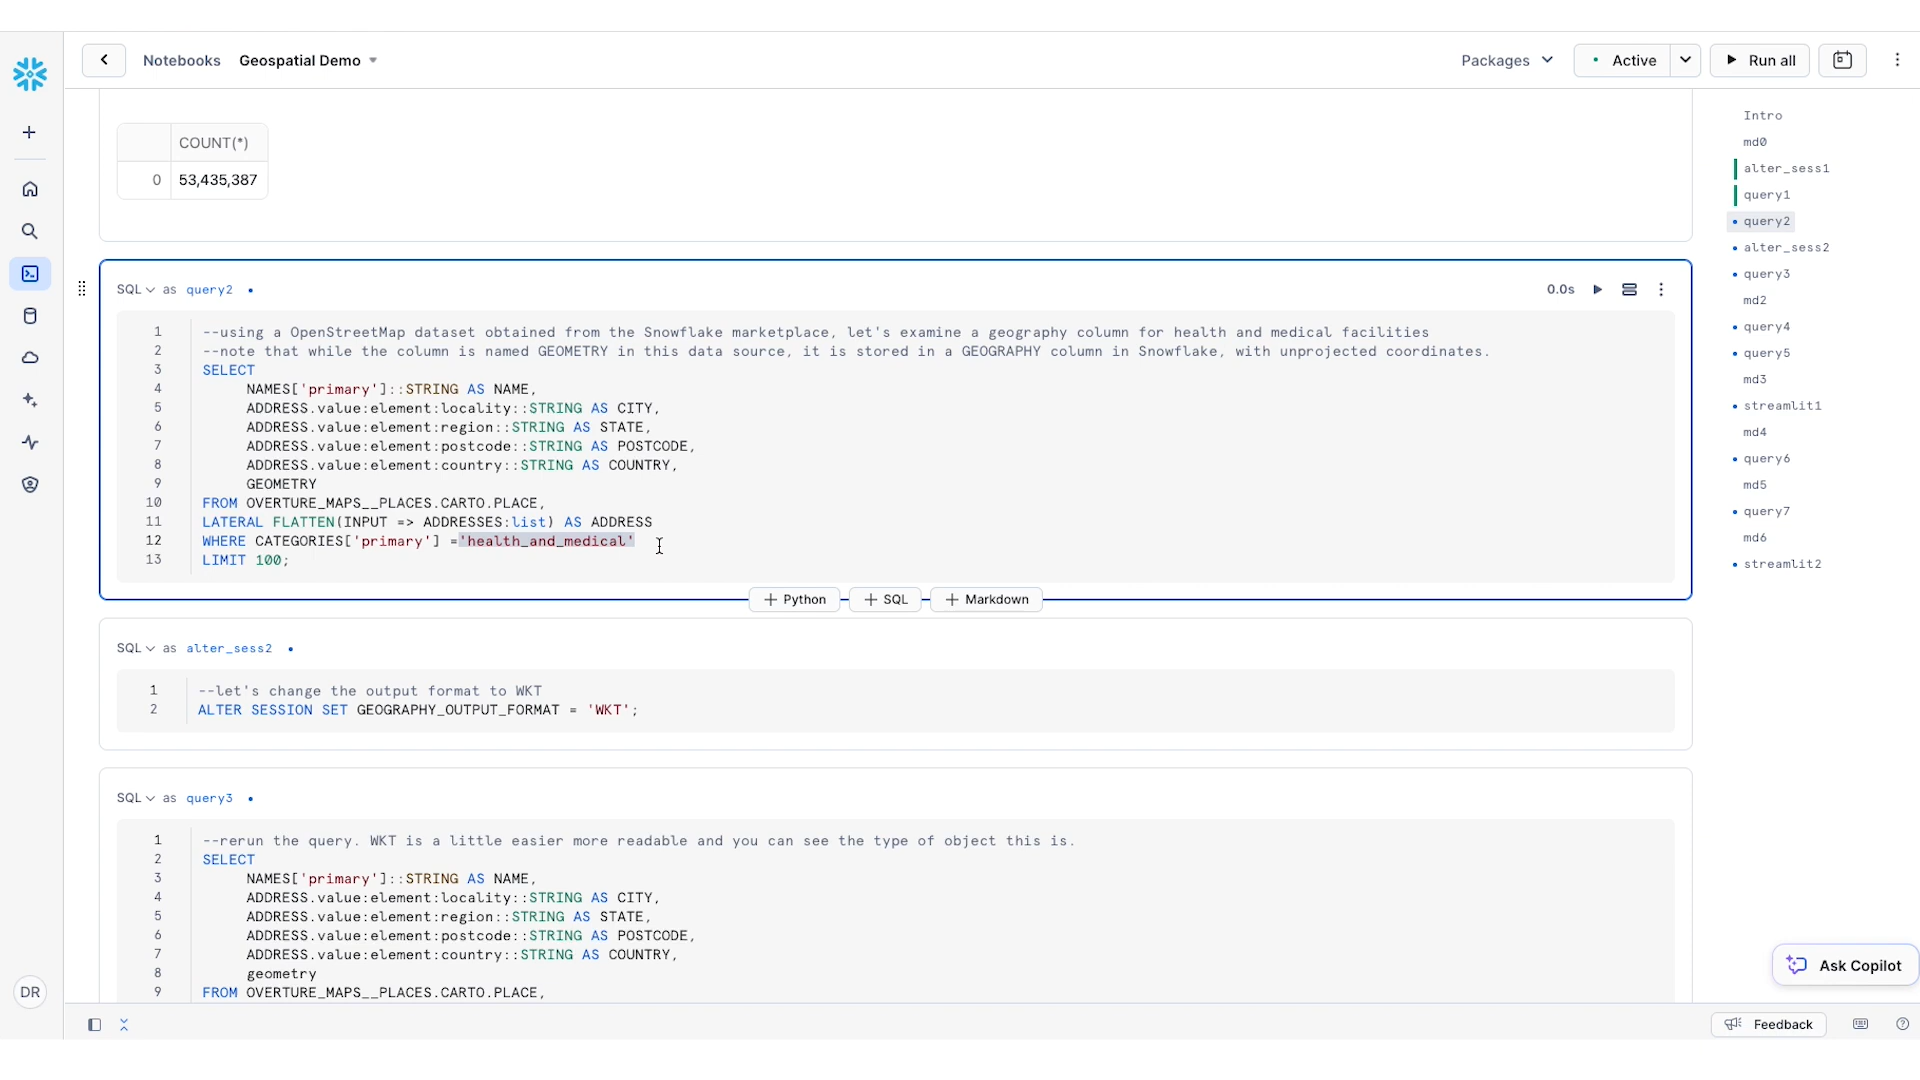 Notebooks Geospatial Demo
Packages Active Run all
COUNT(*)
0 53,435,387
SQL as query2 0.0s
1 --using a OpenStreetMap dataset obtained from the Snowflake marketplace, let's examine a geography column for health and medical facilities
2 --note that while the column is named GEOMETRY in this data source, it is stored in a GEOGRAPHY column in Snowflake, with unprojected coordinates.
3 SELECT
4 NAMES['primary']::STRING AS NAME,
5 ADDRESS.value:element:locality::STRING AS CITY,
6 ADDRESS.value:element:region::STRING AS STATE,
7 ADDRESS.value:element:postcode::STRING AS POSTCODE,
8 ADDRESS.value:element:country::STRING AS COUNTRY,
9 GEOMETRY
10 FROM OVERTURE_MAPS__PLACES.CARTO.PLACE,
11 LATERAL FLATTEN(INPUT => ADDRESSES:list) AS ADDRESS
12 WHERE CATEGORIES['primary'] ='health_and_medical'
13 LIMIT 100;
+ Python + SQL + Markdown
SQL as alter_sess2
1 --let's change the output format to WKT
2 ALTER SESSION SET GEOGRAPHY_OUTPUT_FORMAT = 'WKT';
SQL as query3
1 --rerun the query. WKT is a little easier more readable and you can see the type of object this is.
2 SELECT
3 NAMES['primary']::STRING AS NAME,
4 ADDRESS.value:element:locality::STRING AS CITY,
5 ADDRESS.value:element:region::STRING AS STATE,
6 ADDRESS.value:element:postcode::STRING AS POSTCODE,
7 ADDRESS.value:element:country::STRING AS COUNTRY,
8 geometry
9 FROM OVERTURE_MAPS__PLACES.CARTO.PLACE,
Intro
md0
alter_sess1
query1
query2
alter_sess2
query3
md2
query4
query5
md3
streamlit1
md4
query6
md5
query7
md6
streamlit2
Ask Copilot
DR
Feedback